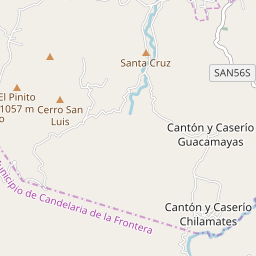 Santa Cruz
SAN56S
El Pinito
1057 m
o
Cerro San
Luis
Cantón y Caserío
Guacamayas
unicipio de Candelaria de la Frontera
Cantón y Caserío
Chilamates